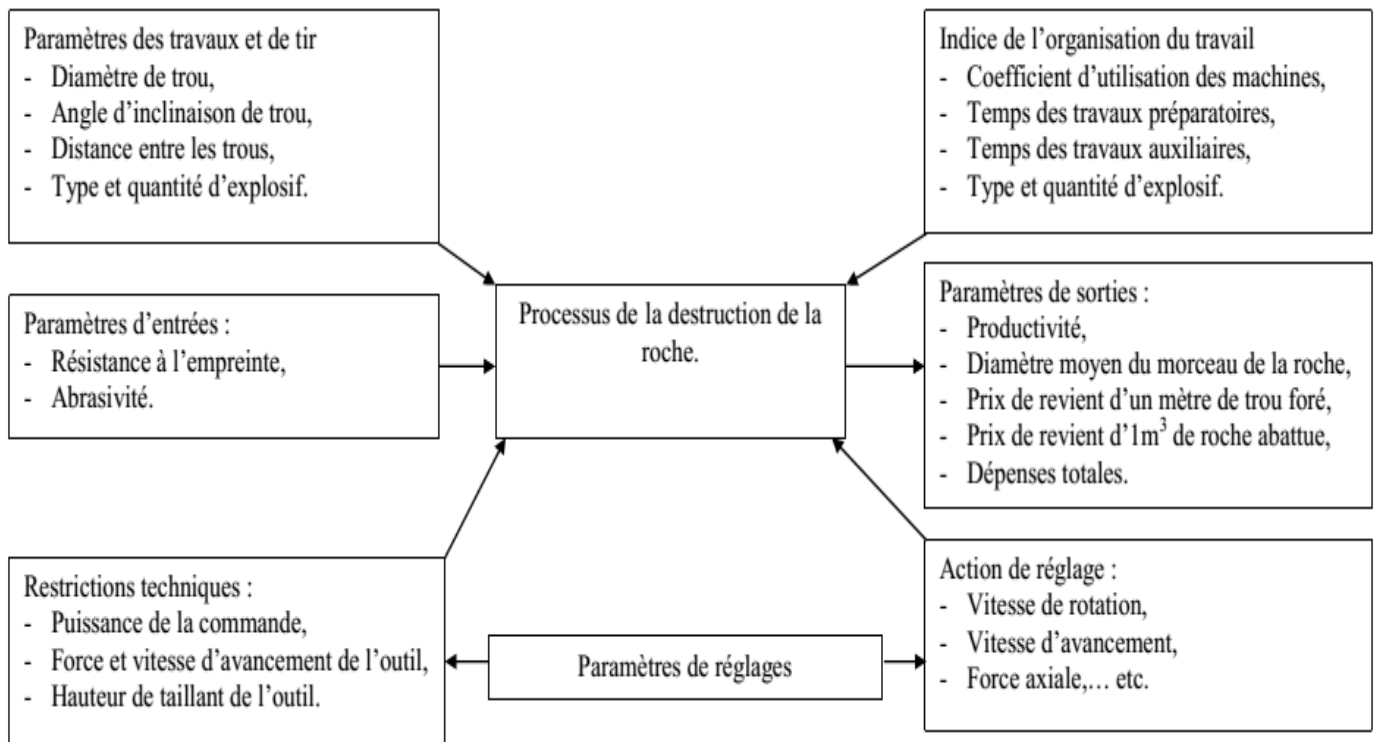 Paramètres des travaux et de tir
- Diamètre de trou,
- Angle d’inclinaison de trou,
- Distance entre les trous,
- Type et quantité d’explosif.
Indice de l’organisation du travail
- Coefficient d’utilisation des machines,
- Temps des travaux préparatoires,
- Temps des travaux auxiliaires,
- Type et quantité d’explosif.
Paramètres d’entrées :
- Résistance à l’empreinte,
- Abrasivité.
Processus de la destruction de la
roche.
Paramètres de sorties :
- Productivité,
- Diamètre moyen du morceau de la roche,
- Prix de revient d’un mètre de trou foré,
- Prix de revient d’1m³ de roche abattue,
- Dépenses totales.
Restrictions techniques :
- Puissance de la commande,
- Force et vitesse d’avancement de l’outil,
- Hauteur de taillant de l’outil.
Paramètres de réglages
Action de réglage :
- Vitesse de rotation,
- Vitesse d’avancement,
- Force axiale,… etc.